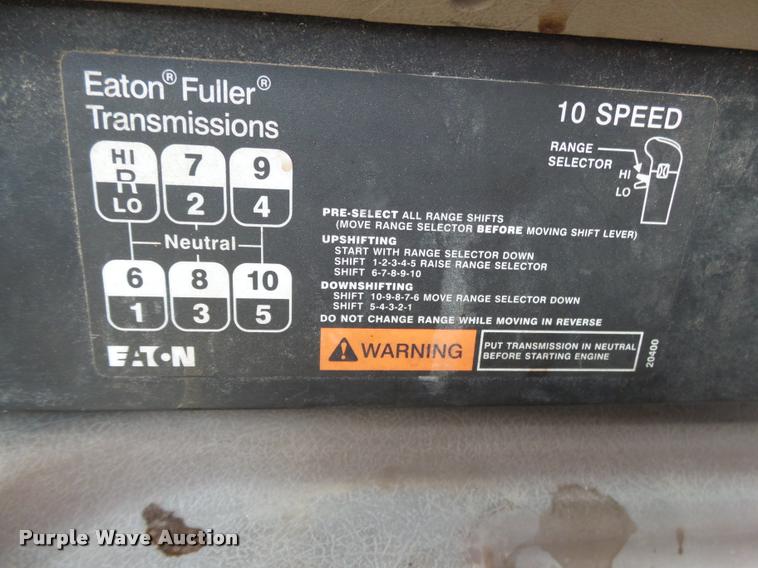 Eaton® Fuller®
Transmissions
10 SPEED
HI
R
LO
7
2
9
4
Neutral
6
1
8
3
10
5
EATON
RANGE
SELECTOR
HI
LO
PRE-SELECT ALL RANGE SHIFTS
(MOVE RANGE SELECTOR BEFORE MOVING SHIFT LEVER)
UPSHIFTING
START WITH RANGE SELECTOR DOWN
SHIFT 1-2-3-4-5 RAISE RANGE SELECTOR
SHIFT 6-7-8-9-10
DOWNSHIFTING
SHIFT 10-9-8-7-6 MOVE RANGE SELECTOR DOWN
SHIFT 5-4-3-2-1
DO NOT CHANGE RANGE WHILE MOVING IN REVERSE
WARNING
PUT TRANSMISSION IN NEUTRAL
BEFORE STARTING ENGINE
20400
Purple Wave Auction